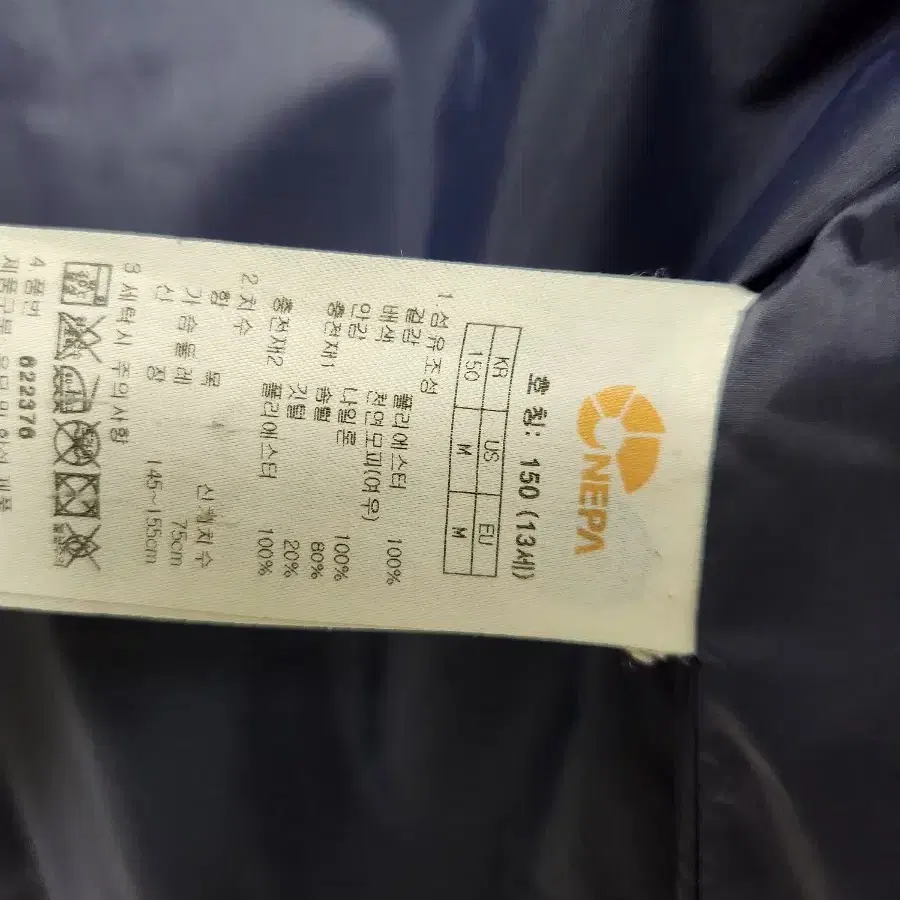 NEPA
호 칭: 150 (13세)
KR US EU
150 M M
1 섬유조성
겉감 폴리에스터 100%
배색 천연모피(여우)
안감 나일론 100%
충전재1 솜털 80%
깃털 20%
충전재2 폴리에스터 100%
2 치 수 신체치수
항 목
가슴둘레 75cm
신 장 145~155cm
3 세탁시 주의사항
622376